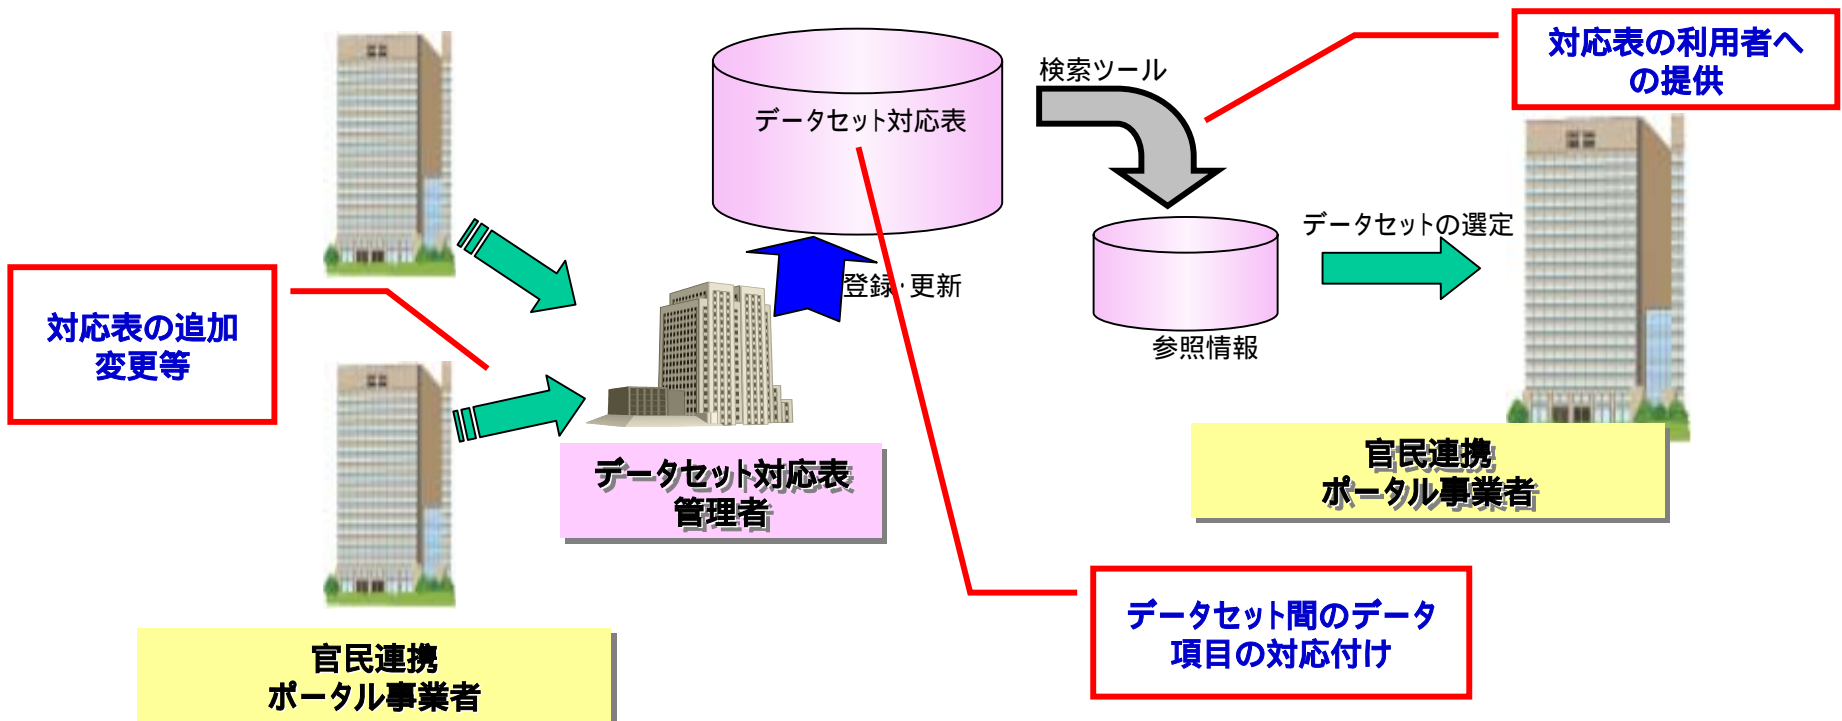 対応表の利用者へ
の提供
検索ツール
データセット対応表
データセットの選定
登録・更新
対応表の追加
変更等
参照情報
官民連携
ポータル事業者
データセット対応表
管理者
データセット間のデータ
項目の対応付け
官民連携
ポータル事業者